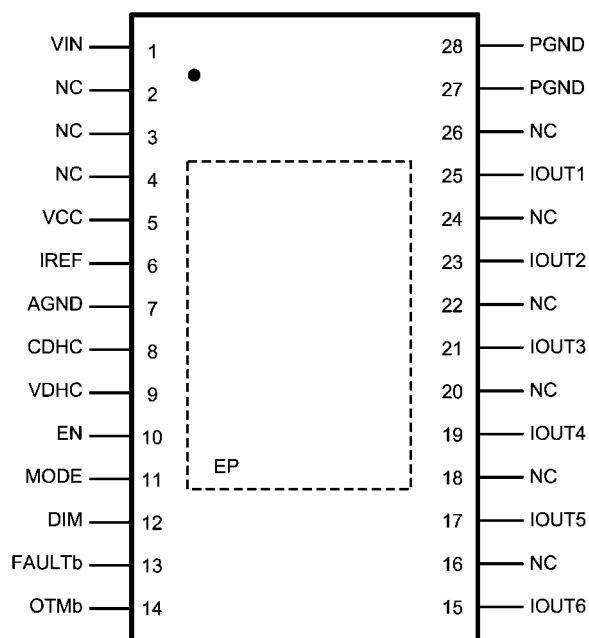 VIN 1 28 PGND
NC 2 27 PGND
NC 3 26 NC
NC 4 25 IOUT1
VCC 5 24 NC
IREF 6 23 IOUT2
AGND 7 22 NC
CDHC 8 21 IOUT3
VDHC 9 20 NC
EN 10 19 IOUT4
EP
MODE 11 18 NC
DIM 12 17 IOUT5
FAULTb 13 16 NC
OTMb 14 15 IOUT6